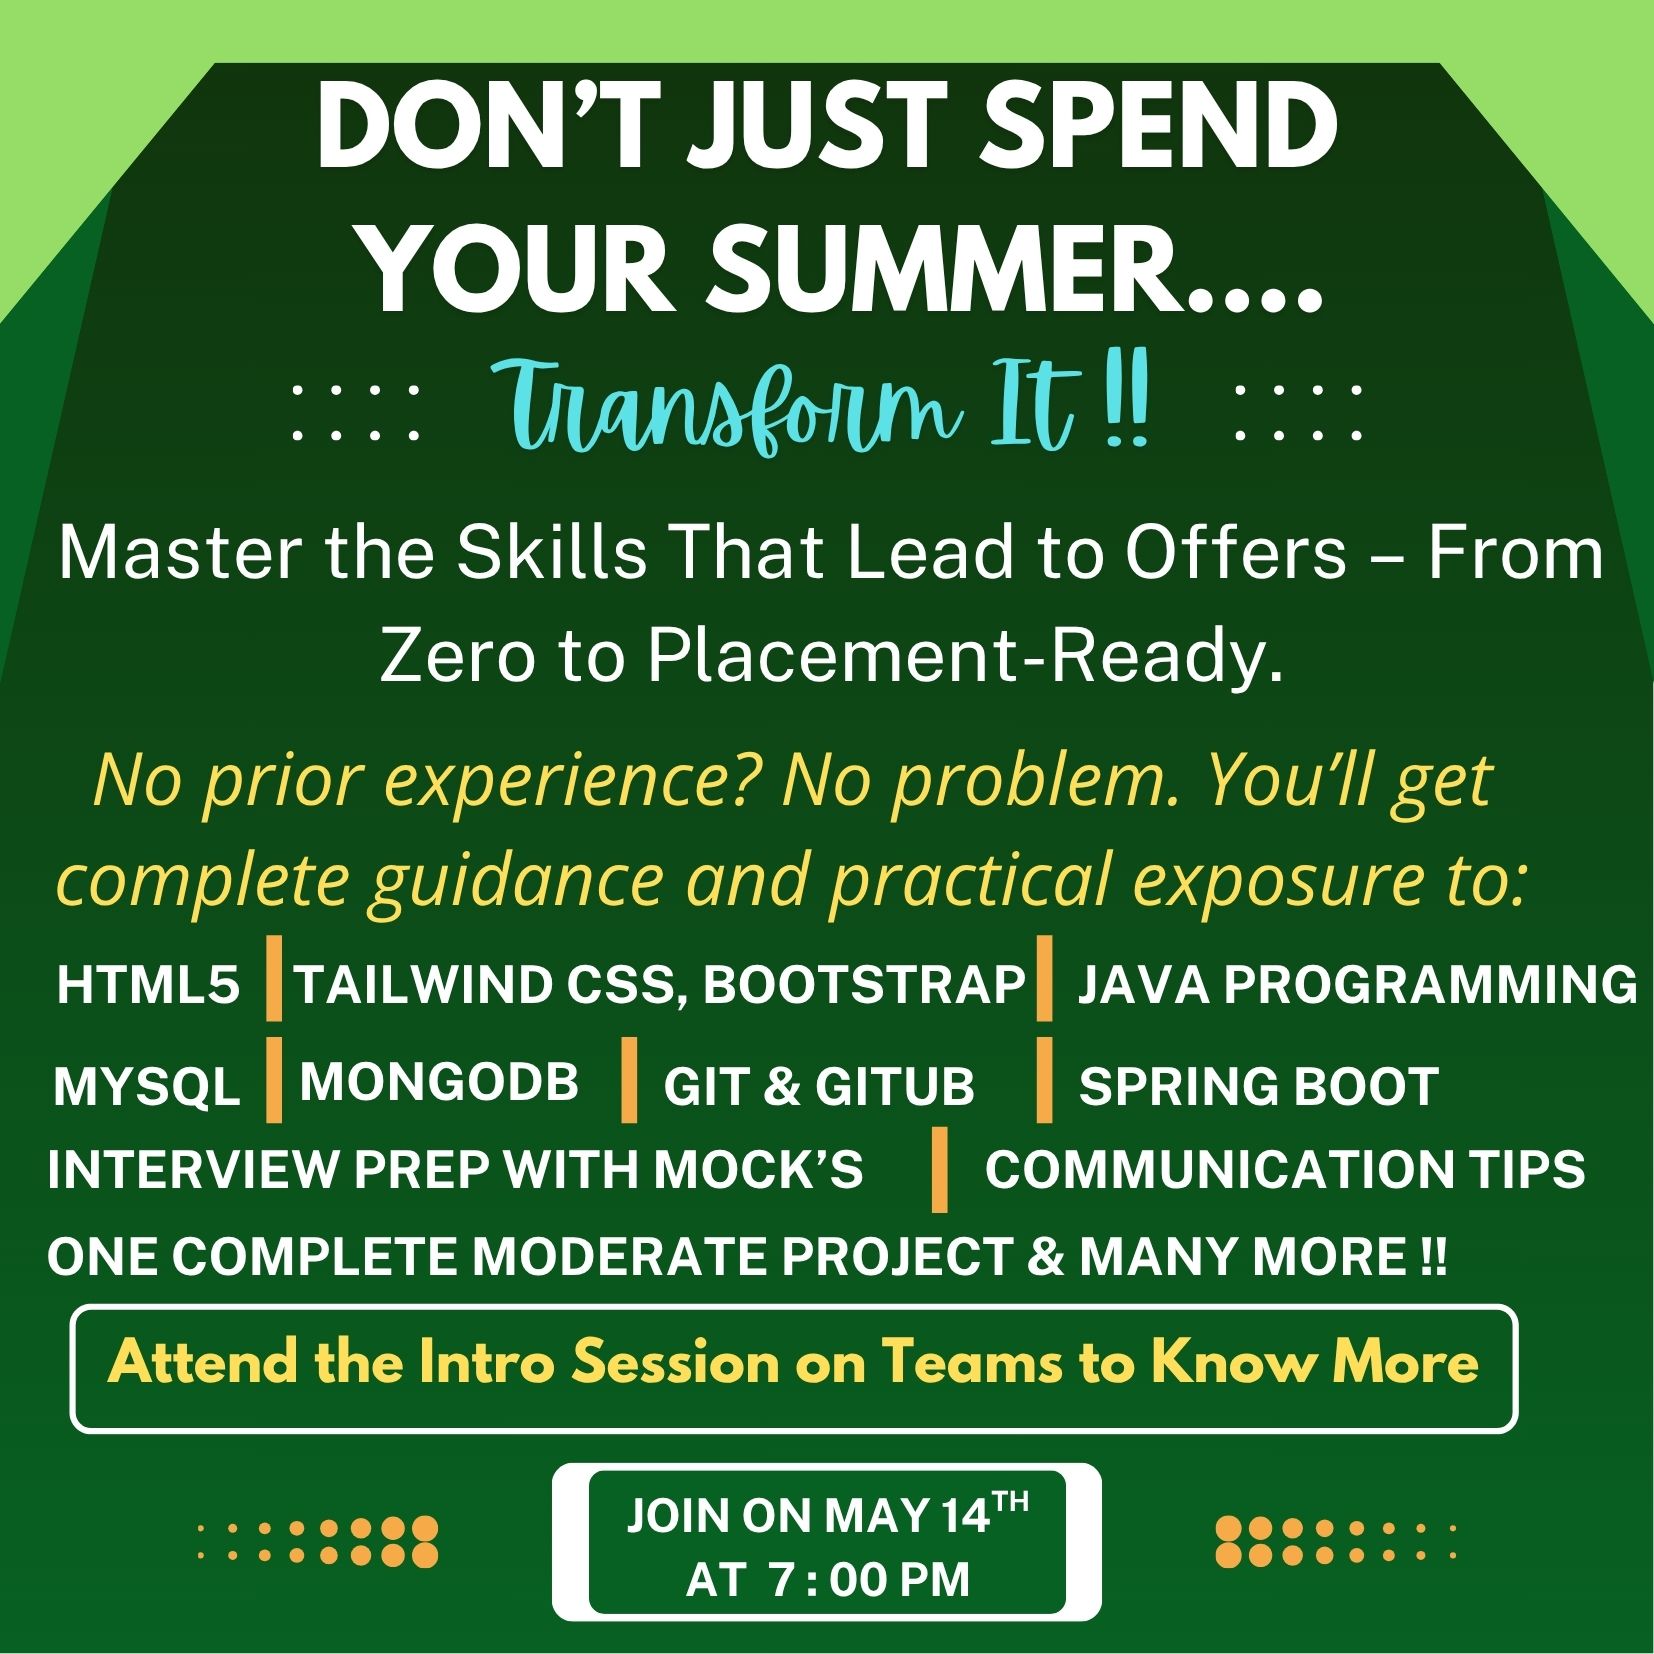 DON’T JUST SPEND
YOUR SUMMER....
Transform It !!
Master the Skills That Lead to Offers – From
Zero to Placement-Ready.
No prior experience? No problem. You’ll get
complete guidance and practical exposure to:
HTML5 TAILWIND CSS, BOOTSTRAP JAVA PROGRAMMING
MYSQL MONGODB GIT & GITUB SPRING BOOT
INTERVIEW PREP WITH MOCK’S COMMUNICATION TIPS
ONE COMPLETE MODERATE PROJECT & MANY MORE !!
Attend the Intro Session on Teams to Know More
JOIN ON MAY 14TH
AT 7 : 00 PM